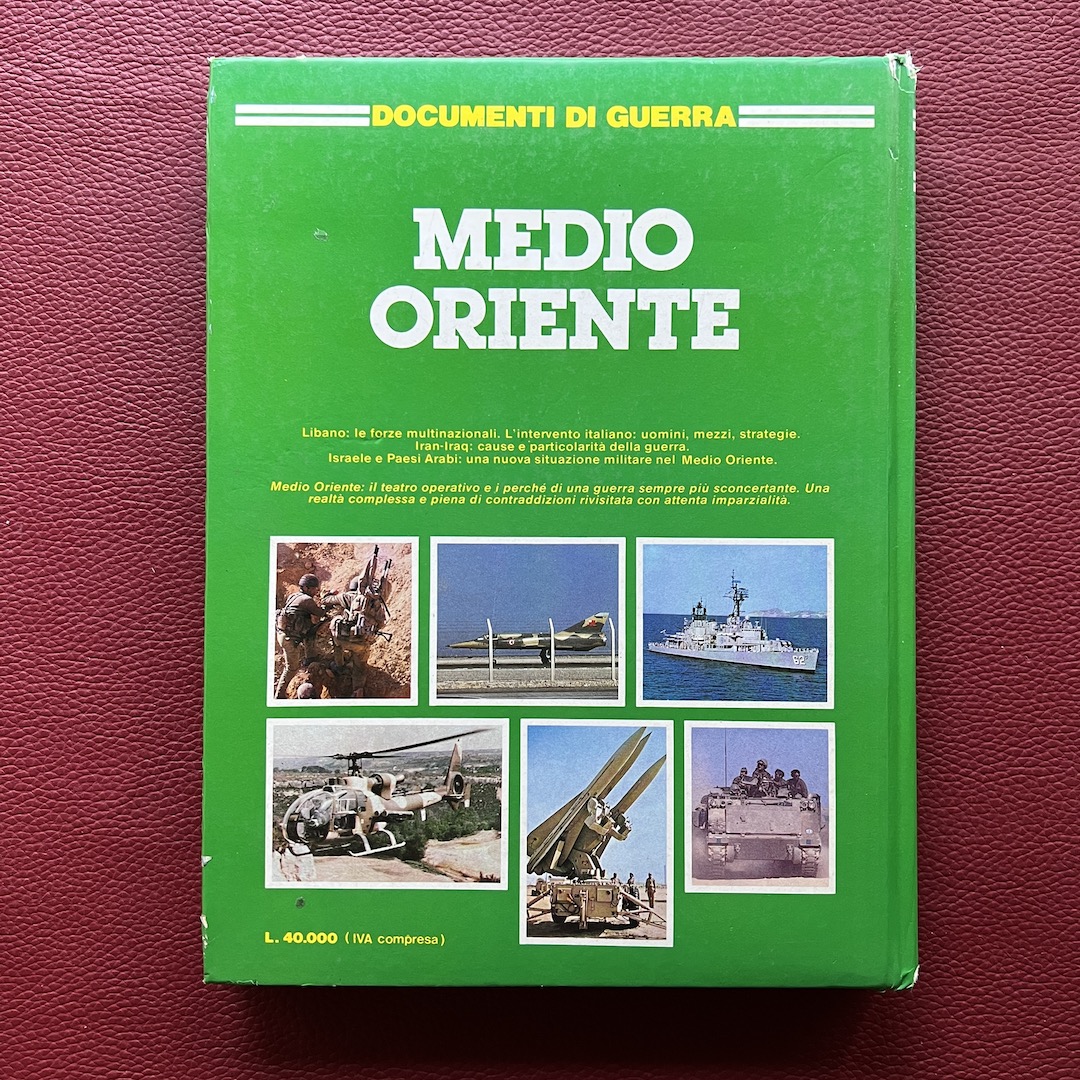 DOCUMENTI DI GUERRA
MEDIO
ORIENTE
Libano: le forze multinazionali. L'intervento italiano: uomini, mezzi, strategie.
Iran-Iraq: cause e particolarità della guerra.
Israele e Paesi Arabi: una nuova situazione militare nel Medio Oriente.
Medio Oriente: il teatro operativo e i perché di una guerra sempre più sconcertante. Una
realtà complessa e piena di contraddizioni rivisitata con attenta imparzialità.
62
L. 40.000 (IVA compresa)